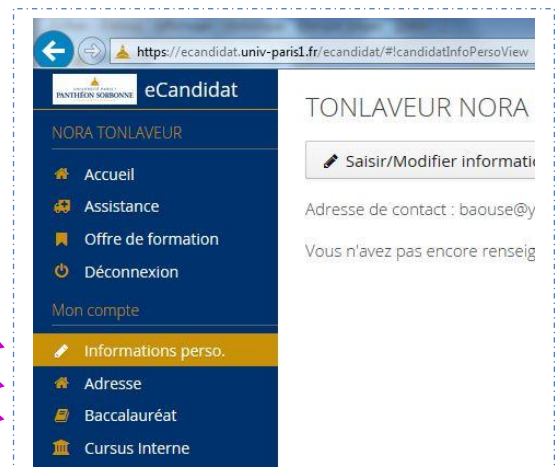 https://ecandidat.univ-paris1.fr/ecandidat/#!candidatInfoPersoView
PANTHÉON SORBONNE
eCandidat
NORA TONLAVEUR
Accueil
Assistance
Offre de formation
Déconnexion
Mon compte
Informations perso.
Adresse
Baccalauréat
Cursus Interne
TONLAVEUR NORA
Saisir/Modifier informatio
Adresse de contact : baouse@y
Vous n'avez pas encore renseig